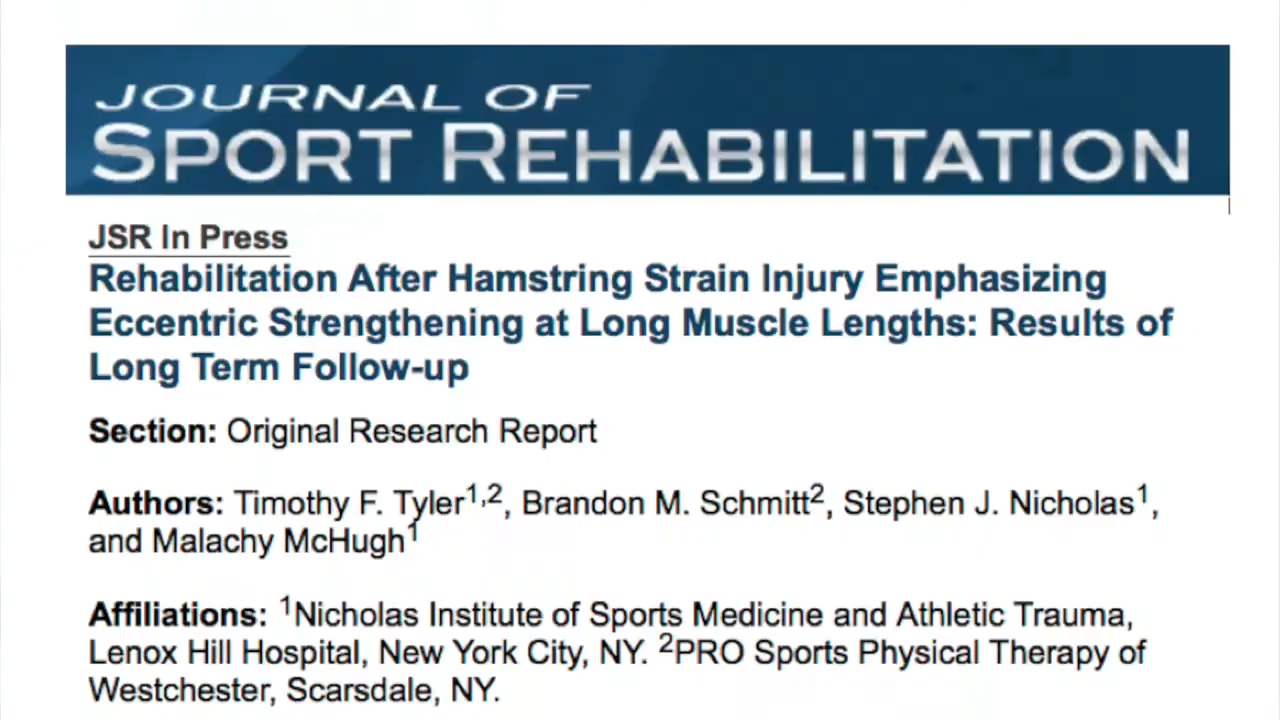 JOURNAL OF
SPORT REHABILITATION
JSR In Press
Rehabilitation After Hamstring Strain Injury Emphasizing
Eccentric Strengthening at Long Muscle Lengths: Results of
Long Term Follow-up
Section: Original Research Report
Authors: Timothy F. Tyler1,2, Brandon M. Schmitt2, Stephen J. Nicholas1,
and Malachy McHugh1
Affiliations: 1Nicholas Institute of Sports Medicine and Athletic Trauma,
Lenox Hill Hospital, New York City, NY. 2PRO Sports Physical Therapy of
Westchester, Scarsdale, NY.